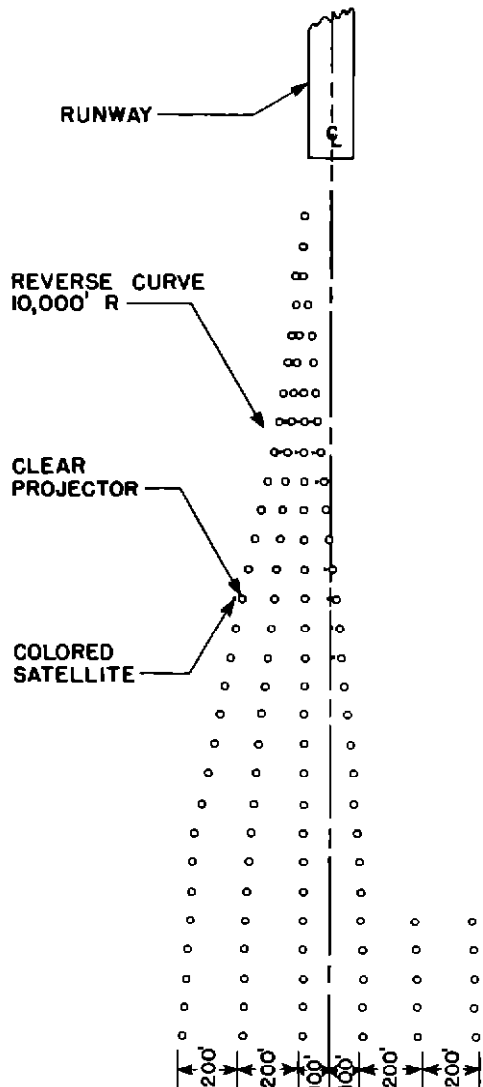 ℄
RUNWAY
REVERSE CURVE
10,000' R
CLEAR
PROJECTOR
COLORED
SATELLITE
200' 200' 100' 100' 200' 200'